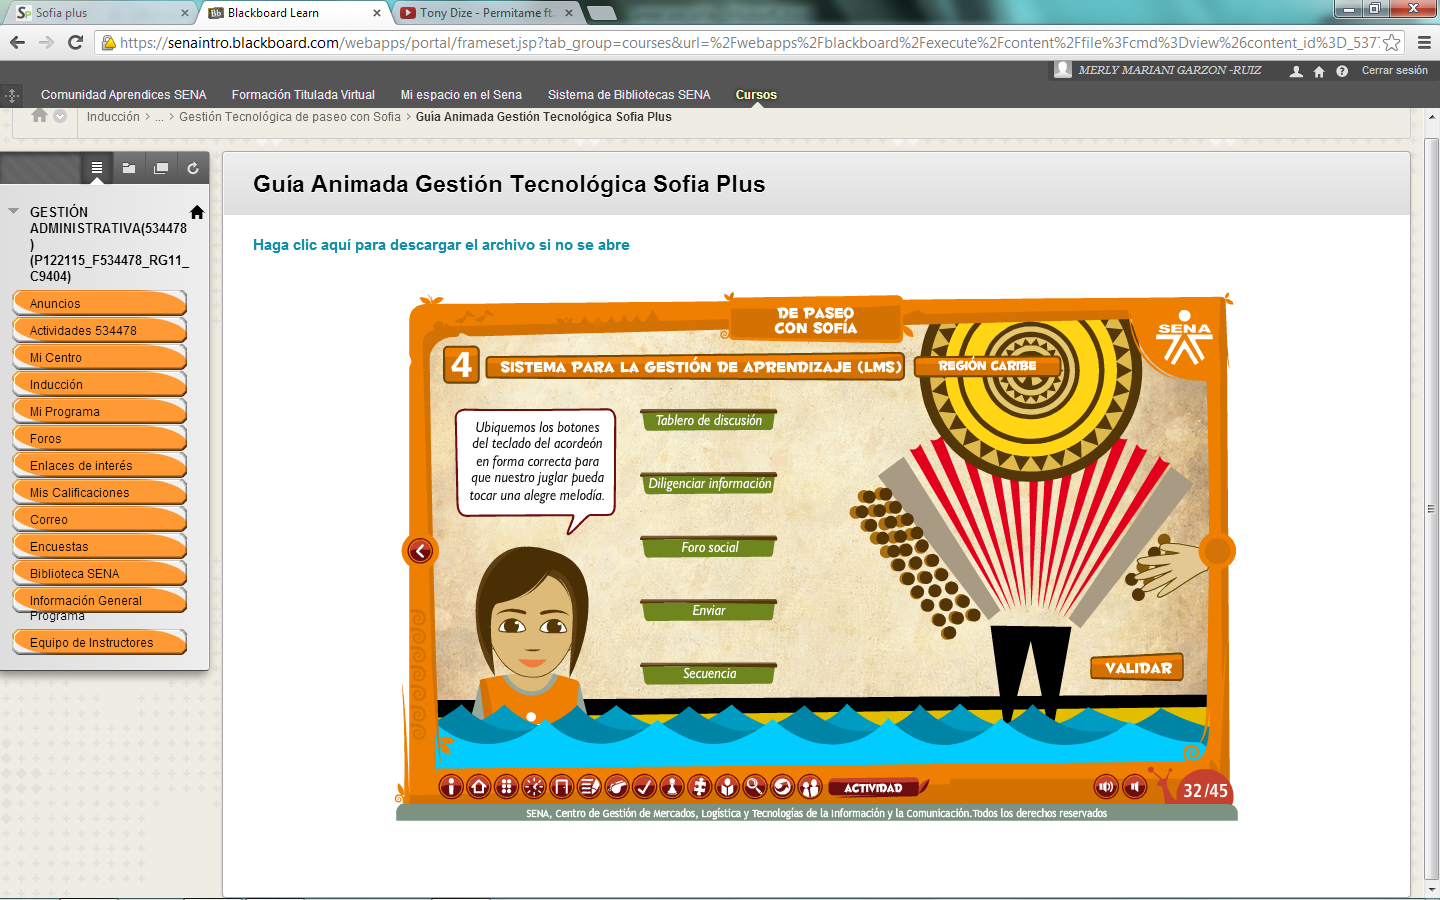 Sofia plus
Blackboard Learn
Tony Dize - Permitame ft.
https://senaintro.blackboard.com/webapps/portal/frameset.jsp?tab_group=courses&url=%2Fwebapps%2Fblackboard%2Fexecute%2Fcontent%2Ffile%3Fcmd%3Dview%26content_id%3D_537
MERLY MARIANI GARZON -RUIZ
Cerrar sesión
Comunidad Aprendices SENA
Formación Titulada Virtual
Mi espacio en el Sena
Sistema de Bibliotecas SENA
Cursos
Inducción > ... > Gestión Tecnológica de paseo con Sofia > Guía Animada Gestión Tecnológica Sofia Plus
GESTIÓN
ADMINISTRATIVA(534478
)
(P122115_F534478_RG11_
C9404)
Anuncios
Actividades 534478
Mi Centro
Inducción
Mi Programa
Foros
Enlaces de interés
Mis Calificaciones
Correo
Encuestas
Biblioteca SENA
Información General
Programa
Equipo de Instructores
Guía Animada Gestión Tecnológica Sofia Plus
Haga clic aquí para descargar el archivo si no se abre
DE PASEO
CON SOFÍA
SENA
4
SISTEMA PARA LA GESTIÓN DE APRENDIZAJE (LMS)
REGIÓN CARIBE
Ubiquemos los botones
del teclado del acordeón
en forma correcta para
que nuestro juglar pueda
tocar una alegre melodía.
Tablero de discusión
Diligenciar información
Foro social
Enviar
Secuencia
VALIDAR
ACTIVIDAD
32/45
SENA, Centro de Gestión de Mercados, Logística y Tecnologías de la Información y la Comunicación.Todos los derechos reservados